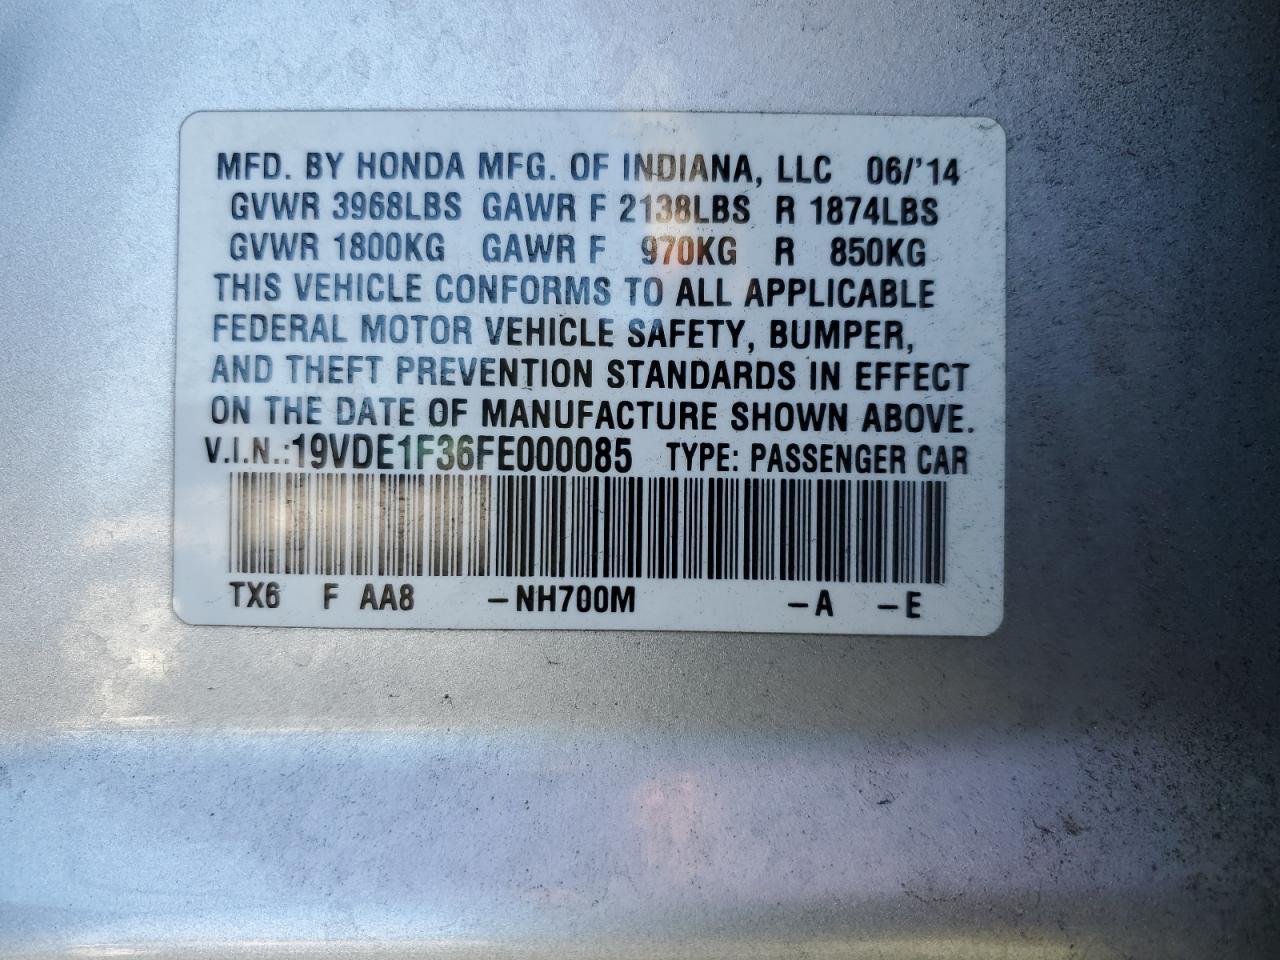 MFD. BY HONDA MFG. OF INDIANA, LLC 06/'14
GVWR 3968LBS GAWR F 2138LBS R 1874LBS
GVWR 1800KG GAWR F 970KG R 850KG
THIS VEHICLE CONFORMS TO ALL APPLICABLE
FEDERAL MOTOR VEHICLE SAFETY, BUMPER,
AND THEFT PREVENTION STANDARDS IN EFFECT
ON THE DATE OF MANUFACTURE SHOWN ABOVE.
V.I.N.:19VDE1F36FE000085 TYPE: PASSENGER CAR
TX6 F AA8 –NH700M –A –E